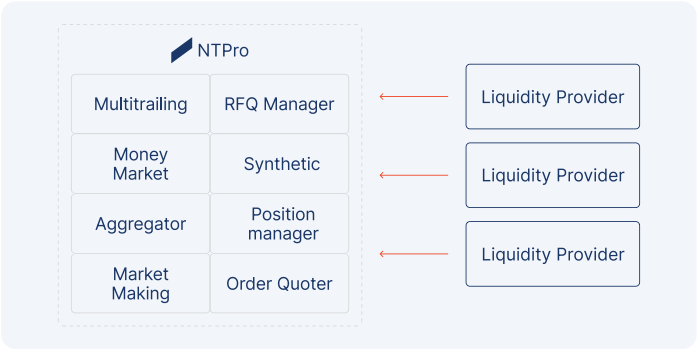 NTPro
Multitrailing
RFQ Manager
Money
Market
Synthetic
Aggregator
Position
manager
Market
Making
Order Quoter
Liquidity Provider
Liquidity Provider
Liquidity Provider